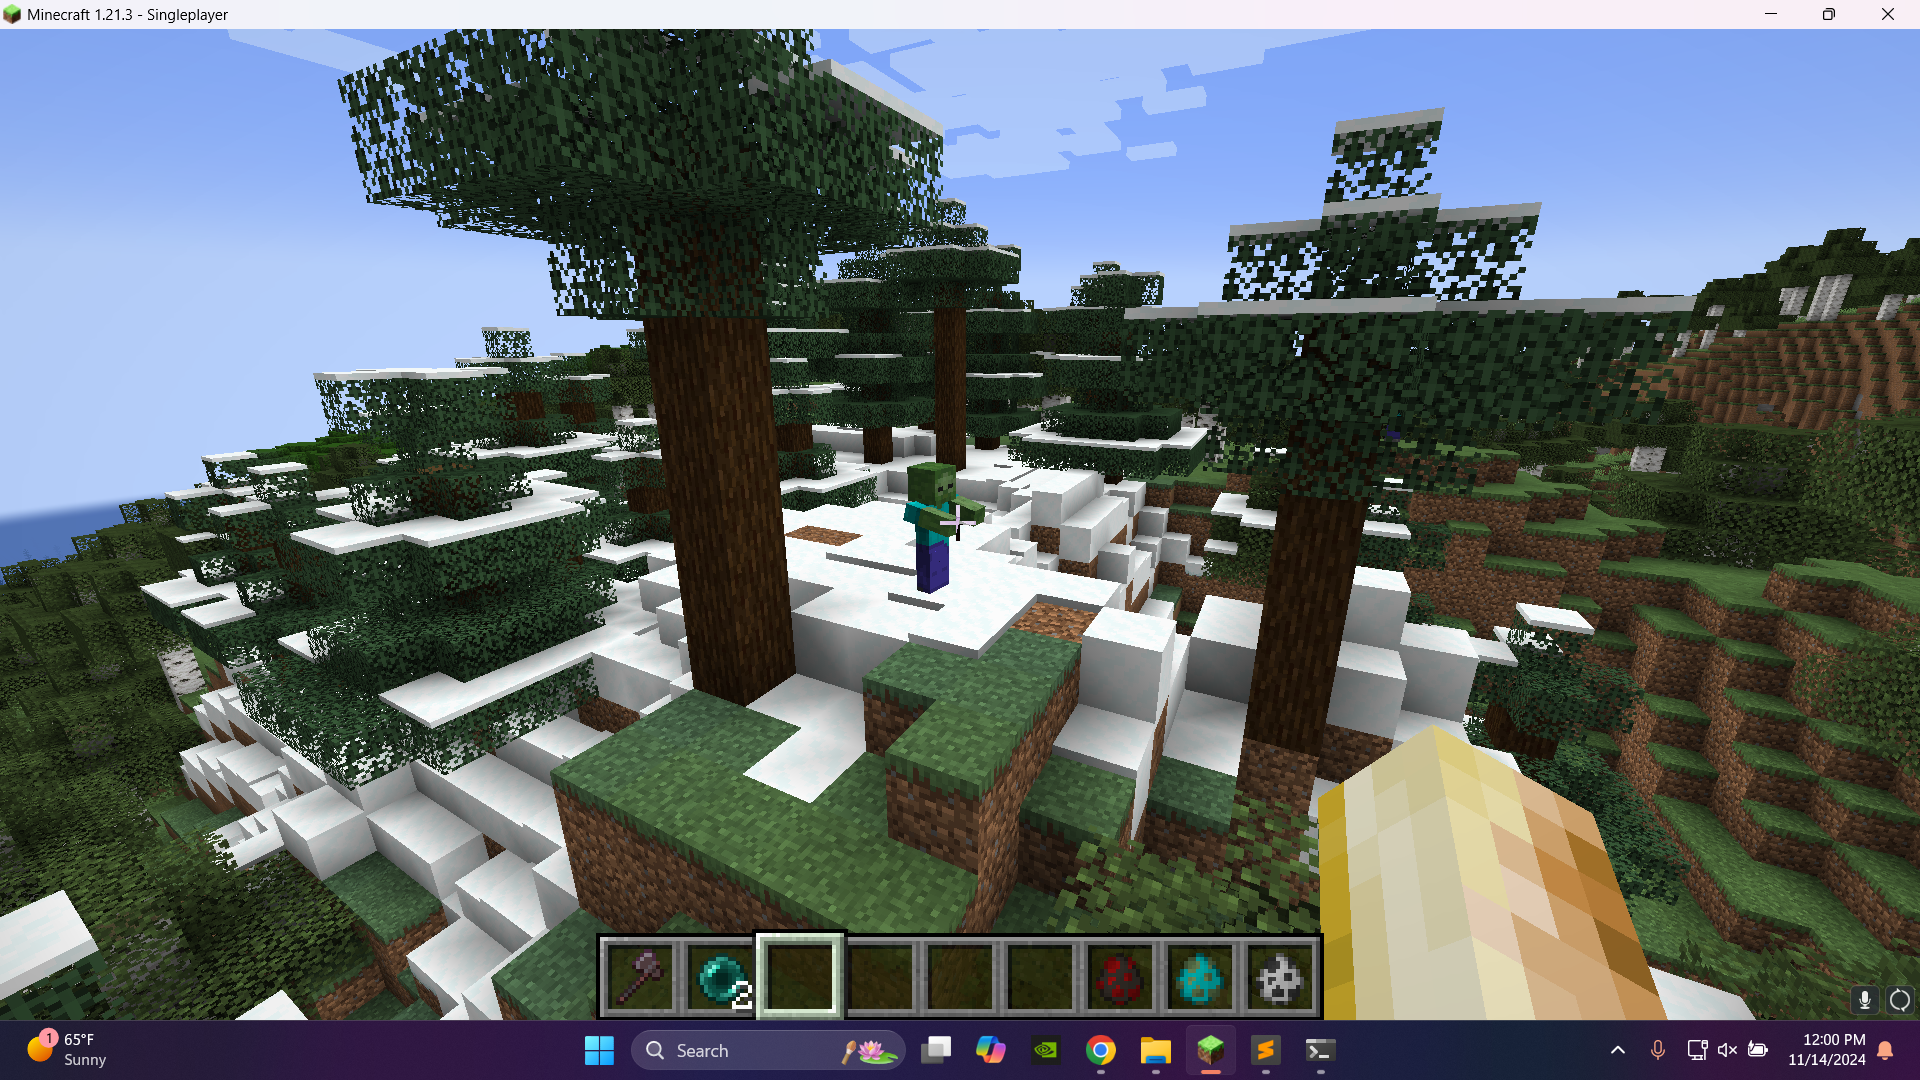 Minecraft 1.21.3 - Singleplayer
2
1
65°F
Sunny
Search
12:00 PM
11/14/2024